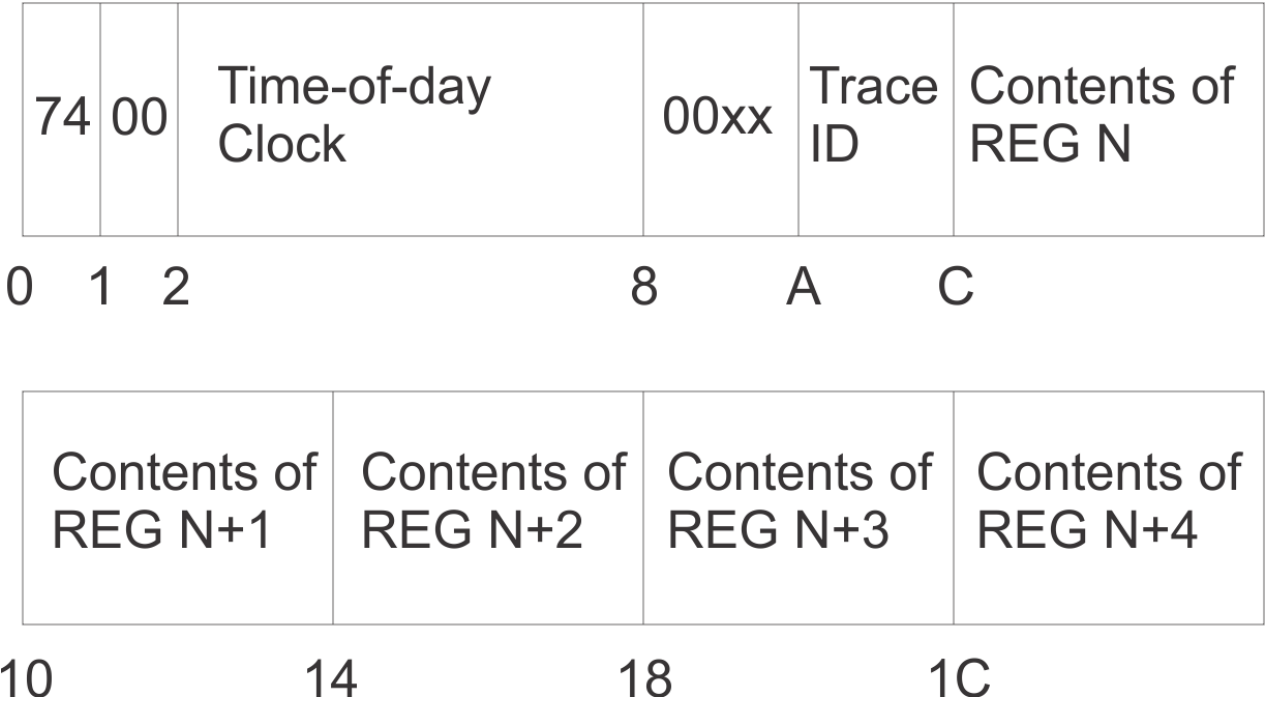 74 00 Time-of-day Clock 00xx Trace ID Contents of REG N
0 1 2 8 A C
Contents of REG N+1 Contents of REG N+2 Contents of REG N+3 Contents of REG N+4
10 14 18 1C